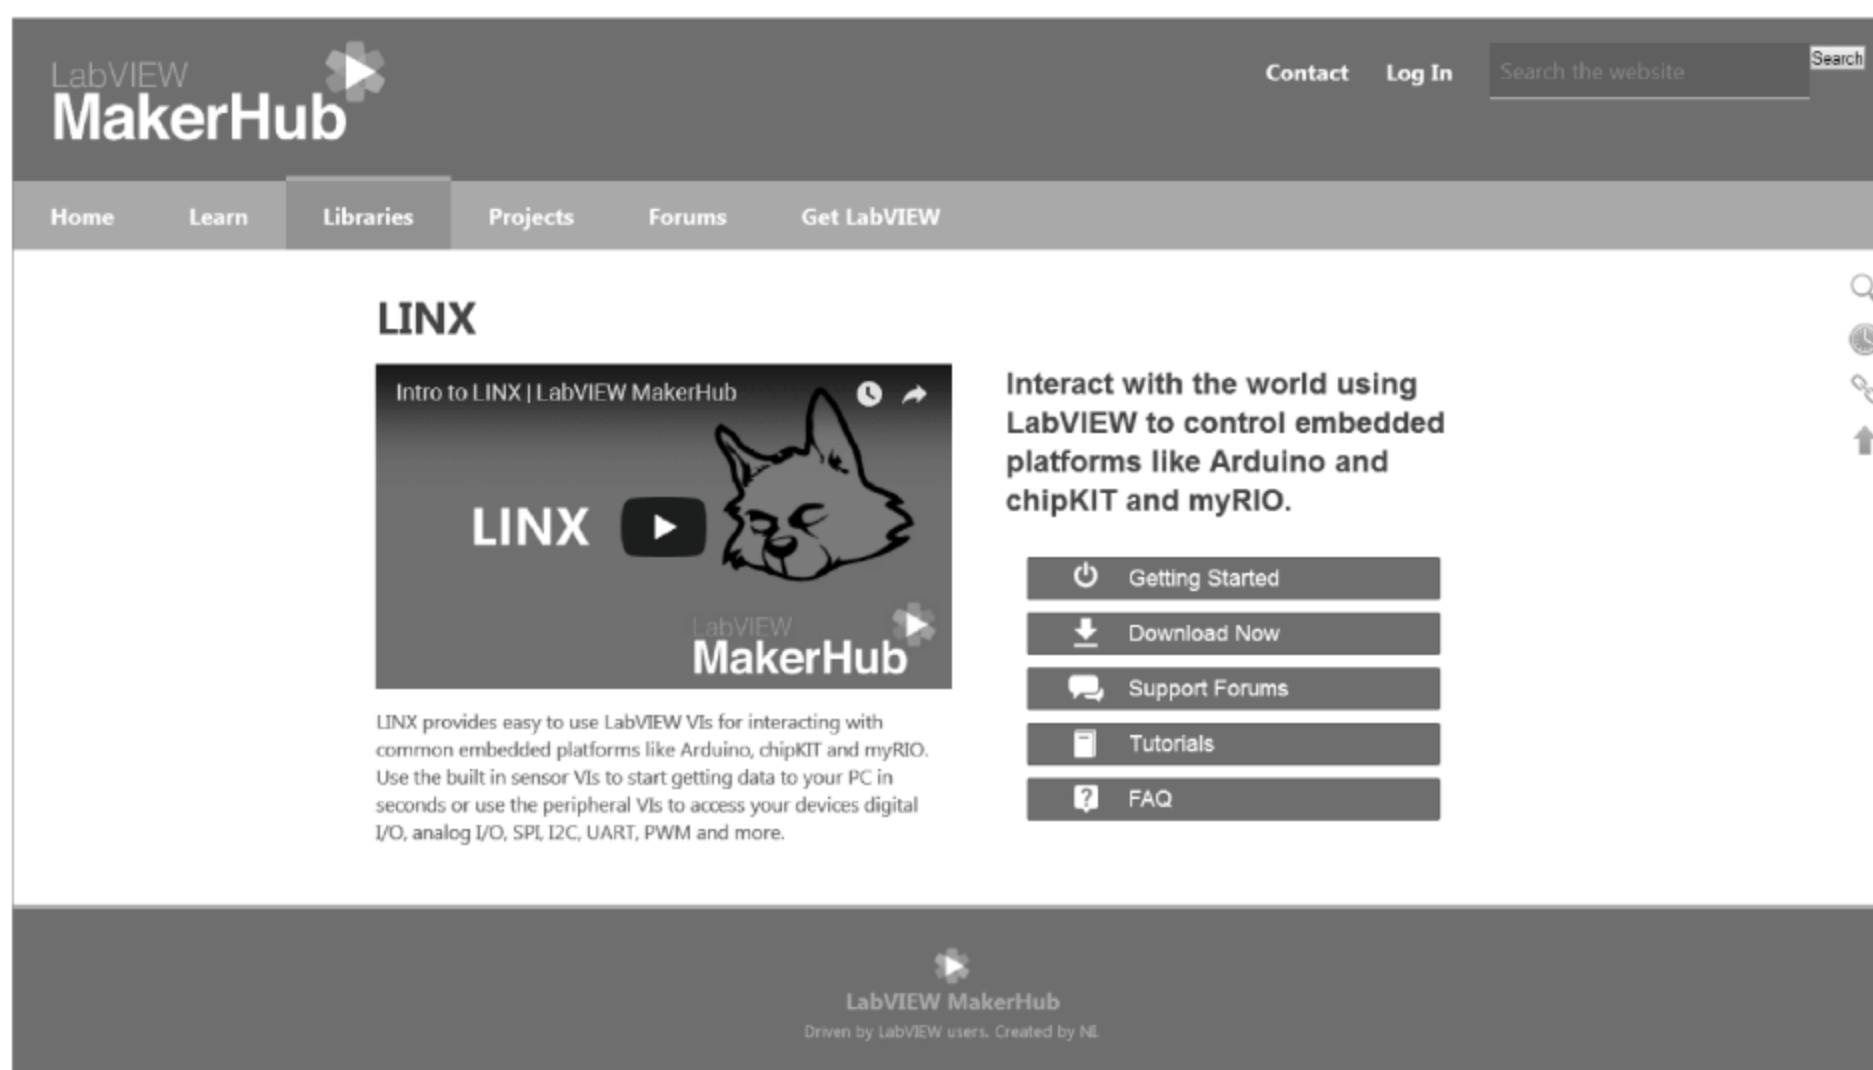 LabVIEW
MakerHub
Contact Log In Search the website Search
Home Learn Libraries Projects Forums Get LabVIEW
LINX
Intro to LINX | LabVIEW MakerHub
LINX
LabVIEW
MakerHub
LINX provides easy to use LabVIEW VIs for interacting with
common embedded platforms like Arduino, chipKIT and myRIO.
Use the built in sensor VIs to start getting data to your PC in
seconds or use the peripheral VIs to access your devices digital
I/O, analog I/O, SPI, I2C, UART, PWM and more.
Interact with the world using
LabVIEW to control embedded
platforms like Arduino and
chipKIT and myRIO.
Getting Started
Download Now
Support Forums
Tutorials
FAQ
LabVIEW MakerHub
Driven by LabVIEW users. Created by NI.